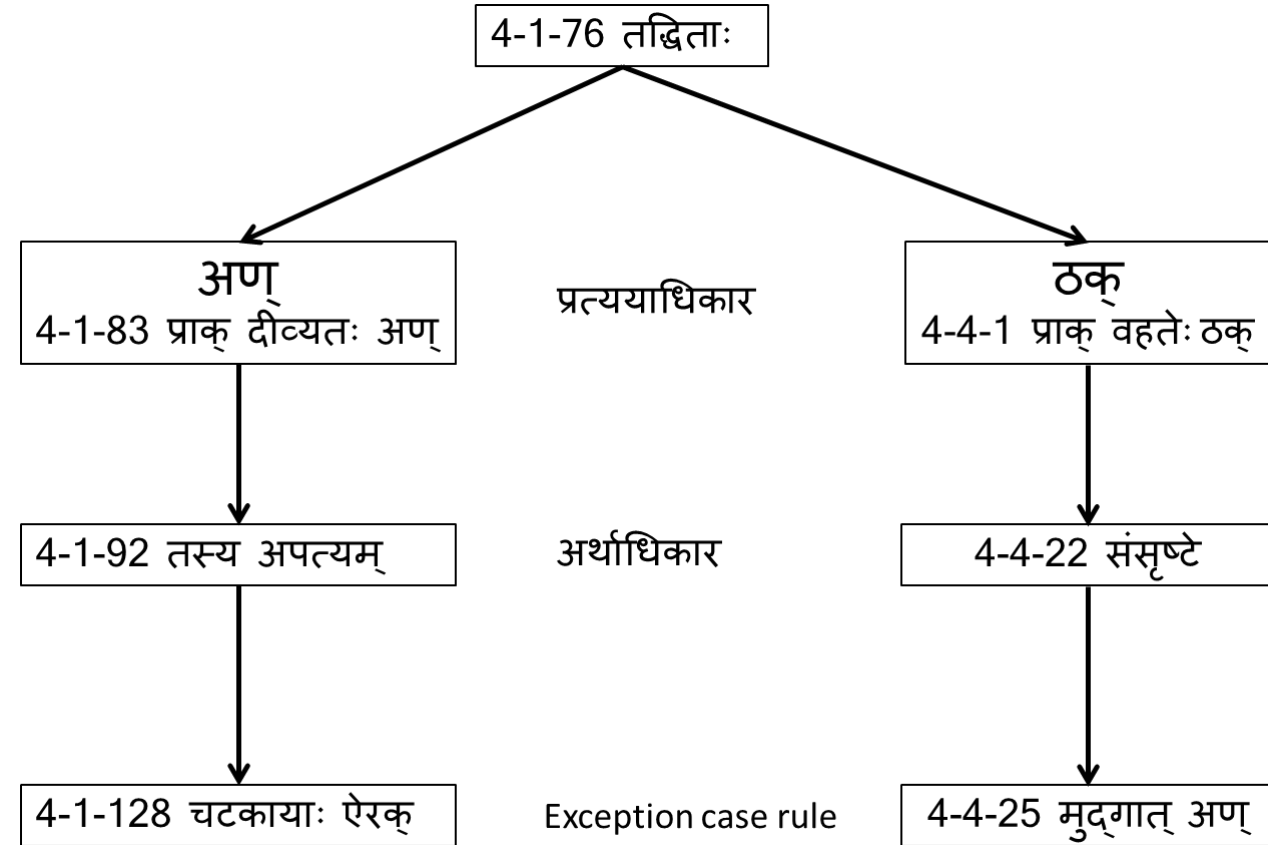 4-1-76 तद्धिताः
अण्
4-1-83 प्राक् दीव्यतः अण्
प्रत्ययाधिकार
ठक्
4-4-1 प्राक् वहतेः ठक्
4-1-92 तस्य अपत्यम्
अर्थाधिकार
4-4-22 संसृष्टे
4-1-128 चटकायाः ऐरक्
Exception case rule
4-4-25 मुद्गात् अण्